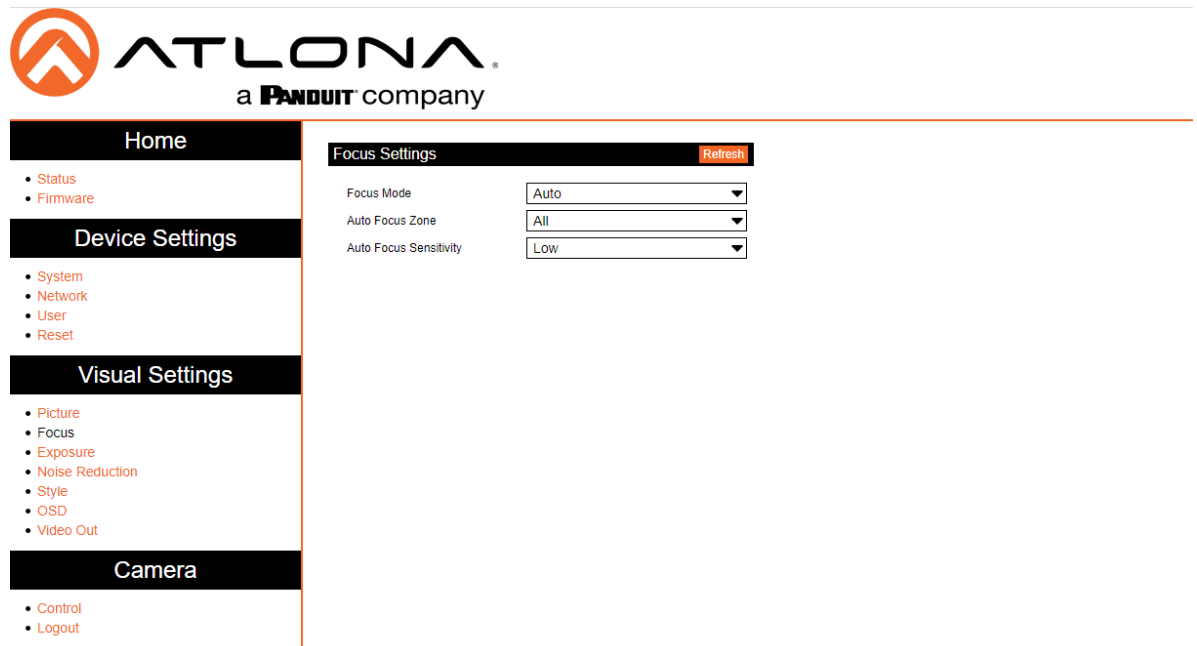 ATLONA®
a PANDUIT™ company
Home
• Status
• Firmware
Device Settings
• System
• Network
• User
• Reset
Visual Settings
• Picture
• Focus
• Exposure
• Noise Reduction
• Style
• OSD
• Video Out
Camera
• Control
• Logout
Focus Settings Refresh
Focus Mode Auto
Auto Focus Zone All
Auto Focus Sensitivity Low